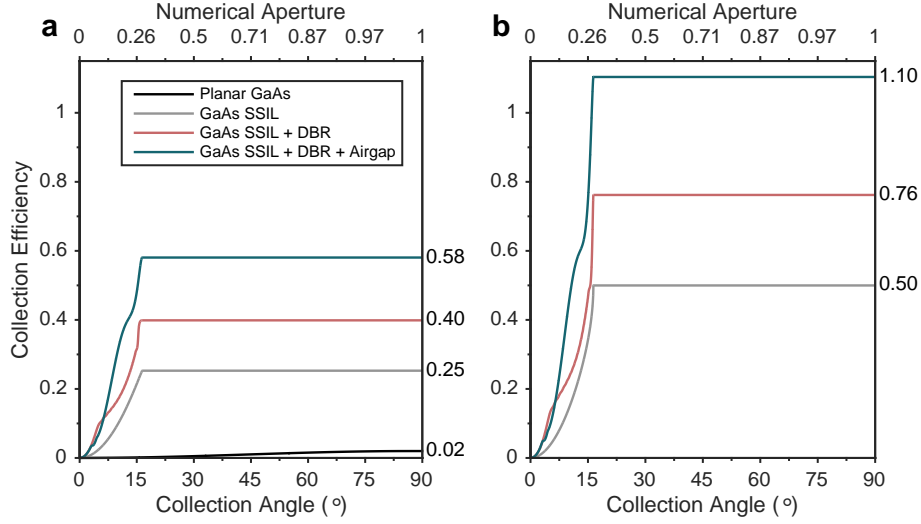 Numerical Aperture
a
0 0.26 0.5 0.71 0.87 0.97 1
Planar GaAs
GaAs SSIL
GaAs SSIL + DBR
GaAs SSIL + DBR + Airgap
1
0.8
0.6
0.4
0.2
0
Collection Efficiency
0.58
0.40
0.25
0.02
0 15 30 45 60 75 90
Collection Angle (°)
Numerical Aperture
b
0 0.26 0.5 0.71 0.87 0.97 1
1
0.8
0.6
0.4
0.2
0
1.10
0.76
0.50
0 15 30 45 60 75 90
Collection Angle (°)